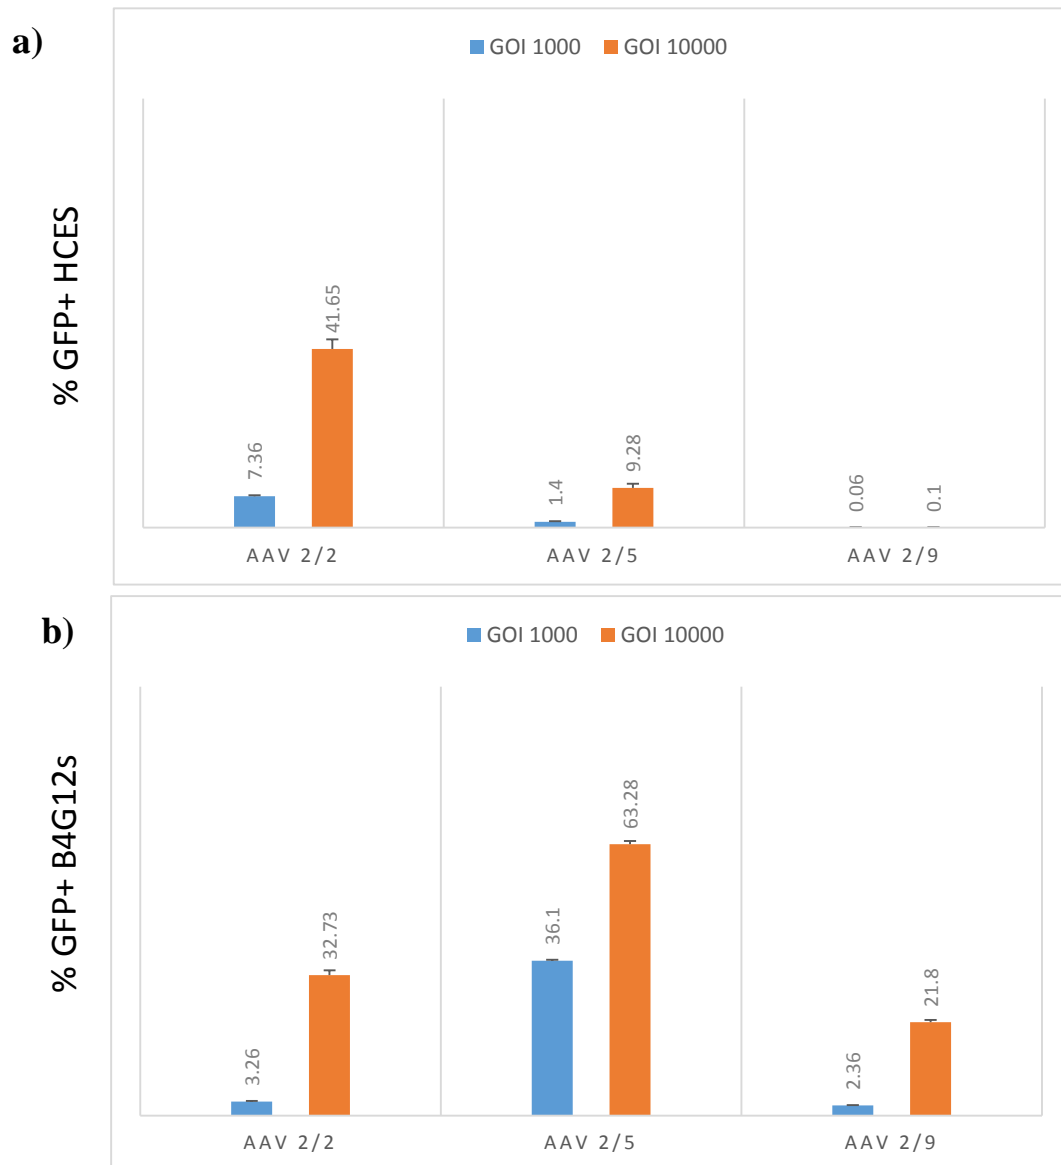 a)
GOI 1000 GOI 10000
% GFP+ HCES
7.36
41.65
1.4
9.28
0.06
0.1
AAV 2/2
AAV 2/5
AAV 2/9
b)
GOI 1000 GOI 10000
% GFP+ B4G12s
3.26
32.73
36.1
63.28
2.36
21.8
AAV 2/2
AAV 2/5
AAV 2/9